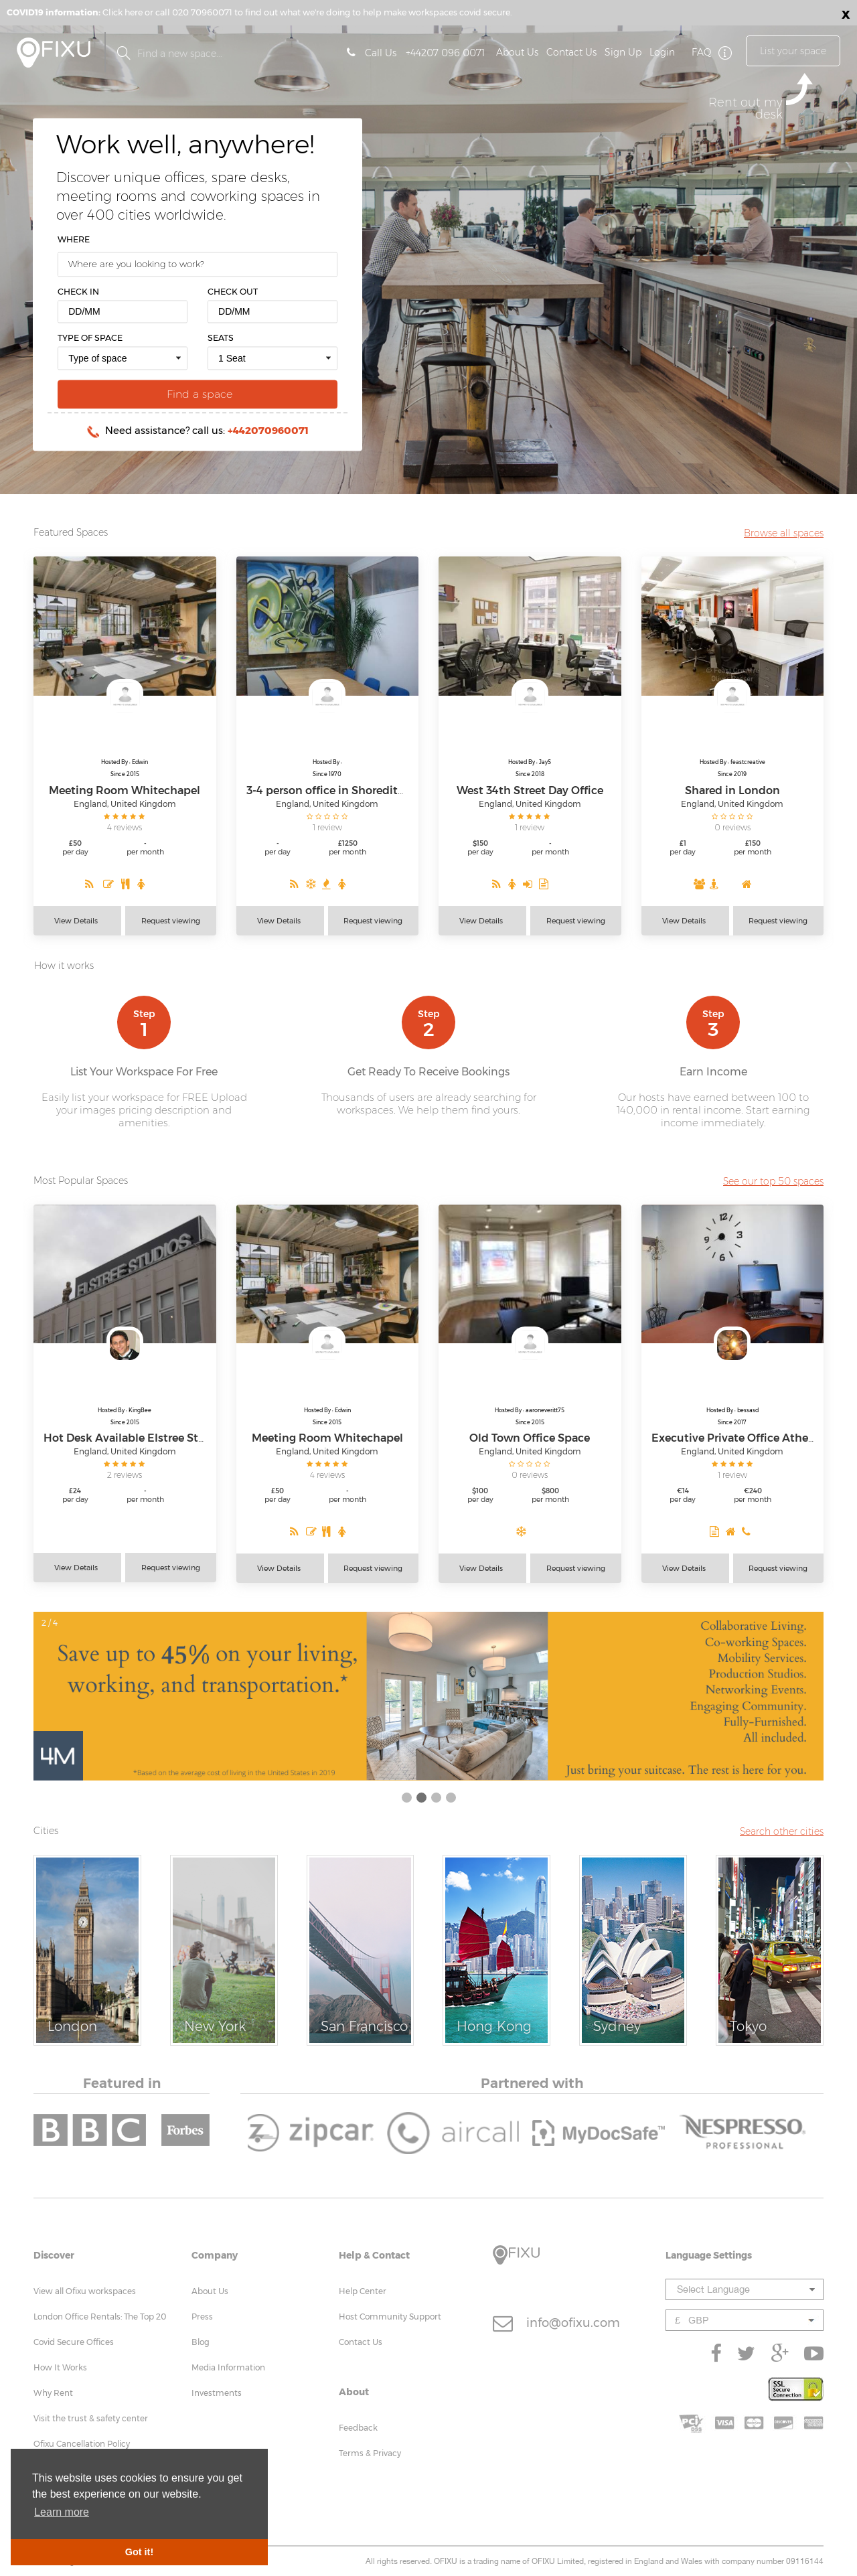 COVID19 information: Click here or call 020 70960071 to find out what we're doing to help make workspaces covid secure.
x
OFIXU
Find a new space...
Call Us +44207 096 0071
About Us
Contact Us
Sign Up
Login
FAQ
List your space
Rent out my
desk
Work well, anywhere!
Discover unique offices, spare desks,
meeting rooms and coworking spaces in
over 400 cities worldwide.
WHERE
Where are you looking to work?
CHECK IN
CHECK OUT
DD/MM
DD/MM
TYPE OF SPACE
SEATS
Type of space
1 Seat
Find a space
Need assistance? call us: +442070960071
Featured Spaces
Browse all spaces
Hosted By : Edwin
Since 2015
Meeting Room Whitechapel
England, United Kingdom
4 reviews
£50
per day
-
per month
View Details
Request viewing
Hosted By :
Since 1970
3-4 person office in Shoredit...
England, United Kingdom
1 review
-
per day
£1250
per month
View Details
Request viewing
Hosted By : JayS
Since 2018
West 34th Street Day Office
England, United Kingdom
1 review
$150
per day
-
per month
View Details
Request viewing
Hosted By : feastcreative
Since 2019
Shared in London
England, United Kingdom
0 reviews
£1
per day
£150
per month
View Details
Request viewing
How it works
Step
1
List Your Workspace For Free
Easily list your workspace for FREE Upload
your images pricing description and
amenities.
Step
2
Get Ready To Receive Bookings
Thousands of users are already searching for
workspaces. We help them find yours.
Step
3
Earn Income
Our hosts have earned between 100 to
140,000 in rental income. Start earning
income immediately.
Most Popular Spaces
See our top 50 spaces
ELSTREE STUDIOS
Hosted By : KingBee
Since 2015
Hot Desk Available Elstree St...
England, United Kingdom
2 reviews
£24
per day
-
per month
View Details
Request viewing
Hosted By : Edwin
Since 2015
Meeting Room Whitechapel
England, United Kingdom
4 reviews
£50
per day
-
per month
View Details
Request viewing
Hosted By : aaroneveritt75
Since 2015
Old Town Office Space
England, United Kingdom
0 reviews
$100
per day
$800
per month
View Details
Request viewing
Hosted By : bessasd
Since 2017
Executive Private Office Athe...
England, United Kingdom
1 review
€14
per day
€240
per month
View Details
Request viewing
2 / 4
Save up to 45% on your living,
working, and transportation.*
4M
*Based on the average cost of living in the United States in 2019
Collaborative Living.
Co-working Spaces.
Mobility Services.
Production Studios.
Networking Events.
Engaging Community.
Fully-Furnished.
All included.
Just bring your suitcase. The rest is here for you.
Cities
Search other cities
London
New York
San Francisco
Hong Kong
Sydney
Tokyo
Featured in
Partnered with
BBC
Forbes
zipcar.
aircall
MyDocSafe™
NESPRESSO
PROFESSIONAL
Discover
View all Ofixu workspaces
London Office Rentals: The Top 20
Covid Secure Offices
How It Works
Why Rent
Visit the trust & safety center
Ofixu Cancellation Policy
Company
About Us
Press
Blog
Media Information
Investments
Help & Contact
Help Center
Host Community Support
Contact Us
About
Feedback
Terms & Privacy
OFIXU
info@ofixu.com
Language Settings
Select Language
£ GBP
SSL
Secure
Connection
PCI
DSS
VISA
This website uses cookies to ensure you get
the best experience on our website.
Learn more
Got it!
All rights reserved. OFIXU is a trading name of OFIXU Limited, registered in England and Wales with company number 09116144